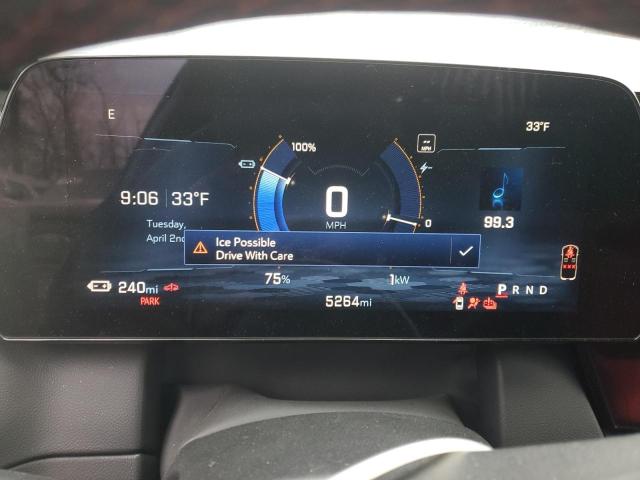 E
33°F
100%
MPH
9:06 33°F
0
MPH
0
99.3
Tuesday,
April 2nd
Ice Possible
Drive With Care
240mi
PARK
75%
1kW
5264mi
P R N D